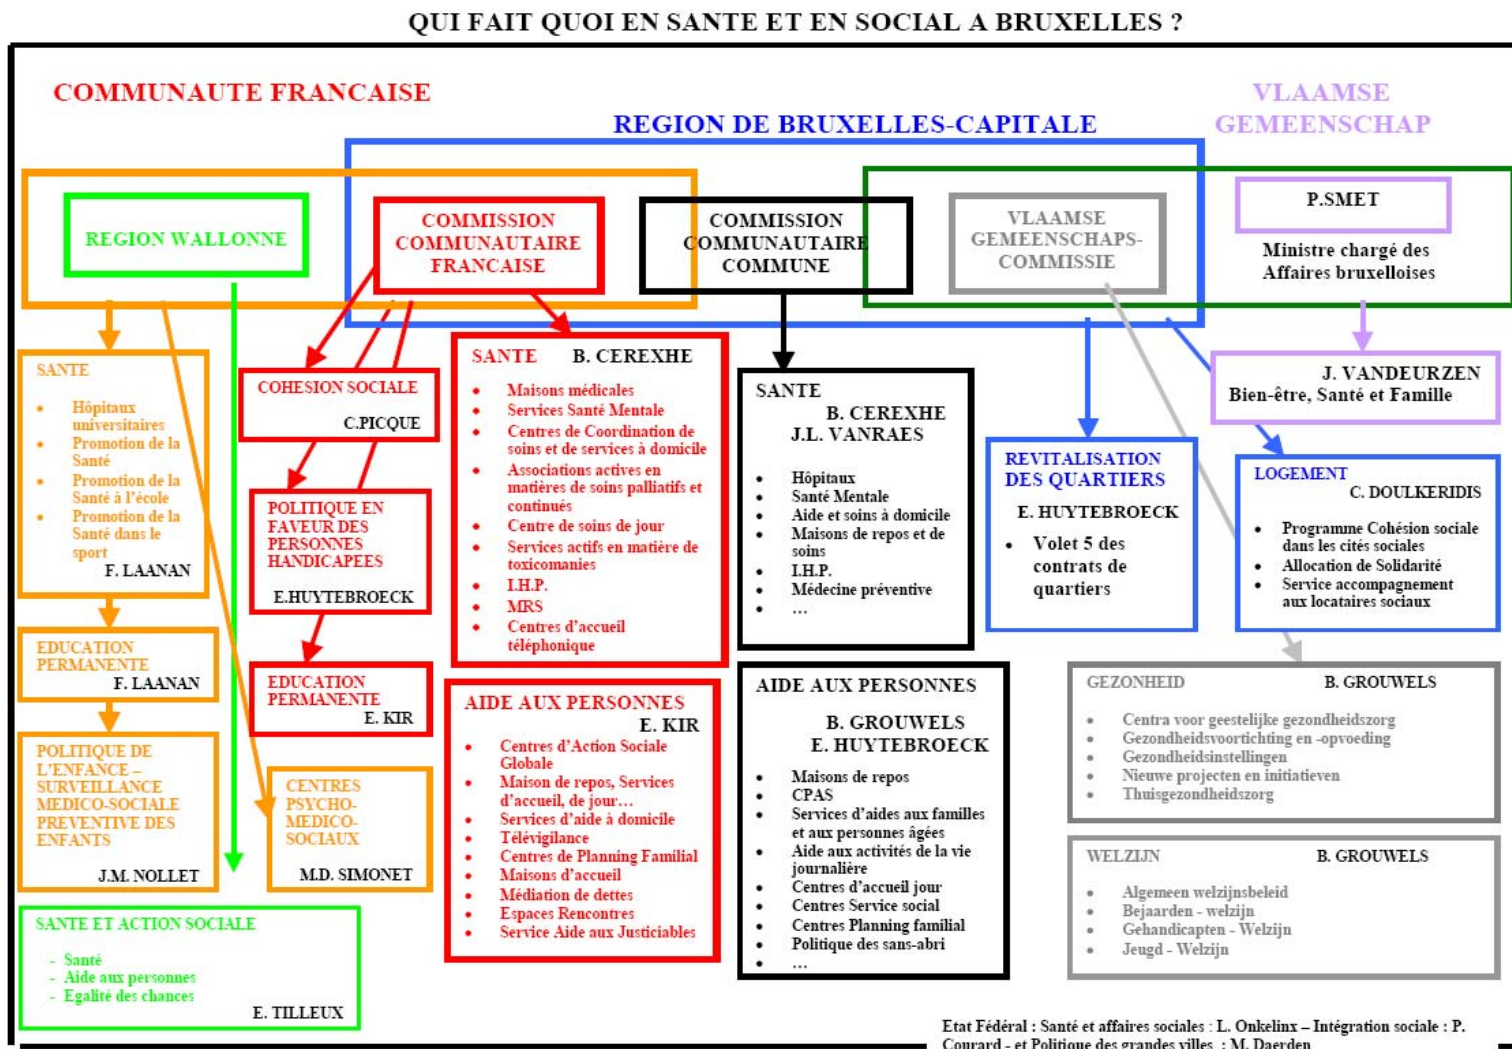 QUI FAIT QUOI EN SANTE ET EN SOCIAL A BRUXELLES ?
COMMUNAUTE FRANCAISE
REGION DE BRUXELLES-CAPITALE
VLAAMSE
GEMEENSCHAP
REGION WALLONNE
COMMISSION
COMMUNAUTAIRE
FRANCAISE
COMMISSION
COMMUNAUTAIRE
COMMUNE
VLAAMSE
GEMEENSCHAPS-
COMMISSIE
P.SMET
Ministre chargé des
Affaires bruxelloises
SANTE
• Hôpitaux
universitaires
• Promotion de la
Santé
• Promotion de la
Santé à l'école
• Promotion de la
Santé dans le
sport
F. LAANAN
EDUCATION
PERMANENTE
F. LAANAN
POLITIQUE DE
L'ENFANCE –
SURVEILLANCE
MEDICO-SOCIALE
PREVENTIVE DES
ENFANTS
J.M. NOLLET
SANTE ET ACTION SOCIALE
- Santé
- Aide aux personnes
- Egalité des chances
E. TILLEUX
COHESION SOCIALE
C.PICQUE
POLITIQUE EN
FAVEUR DES
PERSONNES
HANDICAPEES
E.HUYTEBROECK
EDUCATION
PERMANENTE
E. KIR
CENTRES
PSYCHO-
MEDICO-
SOCIAUX
M.D. SIMONET
SANTE B. CEREXHE
• Maisons médicales
• Services Santé Mentale
• Centres de Coordination de
soins et de services à domicile
• Associations actives en
matières de soins palliatifs et
continués
• Centre de soins de jour
• Services actifs en matière de
toxicomanies
• I.H.P.
• MRS
• Centres d'accueil
téléphonique
AIDE AUX PERSONNES
E. KIR
• Centres d'Action Sociale
Globale
• Maison de repos, Services
d'accueil, de jour…
• Services d'aide à domicile
• Télévigilance
• Centres de Planning Familial
• Maisons d'accueil
• Médiation de dettes
• Espaces Rencontres
• Service Aide aux Justiciables
SANTE
B. CEREXHE
J.L. VANRAES
• Hôpitaux
• Santé Mentale
• Aide et soins à domicile
• Maisons de repos et de
soins
• I.H.P.
• Médecine préventive
• …
AIDE AUX PERSONNES
B. GROUWELS
E. HUYTEBROECK
• Maisons de repos
• CPAS
• Services d'aides aux familles
et aux personnes âgées
• Aide aux activités de la vie
journalière
• Centres d'accueil jour
• Centres Service social
• Centres Planning familial
• Politique des sans-abri
• …
REVITALISATION
DES QUARTIERS
E. HUYTEBROECK
• Volet 5 des
contrats de
quartiers
J. VANDEURZEN
Bien-être, Santé et Famille
LOGEMENT
C. DOULKERIDIS
• Programme Cohésion sociale
dans les cités sociales
• Allocation de Solidarité
• Service accompagnement
aux locataires sociaux
GEZONHEID B. GROUWELS
• Centra voor geestelijke gezondheidszorg
• Gezondheidsvoortichting en -opvoeding
• Gezondheidsinstellingen
• Nieuwe projecten en initiatieven
• Thuisgezondheidszorg
WELZIJN B. GROUWELS
• Algemeen welzijnsbeleid
• Bejaarden - welzijn
• Gehandicapten - Welzijn
• Jeugd - Welzijn
Etat Fédéral : Santé et affaires sociales : L. Onkelinx – Intégration sociale : P.
Courard - et Politique des grandes villes : M. Daerden